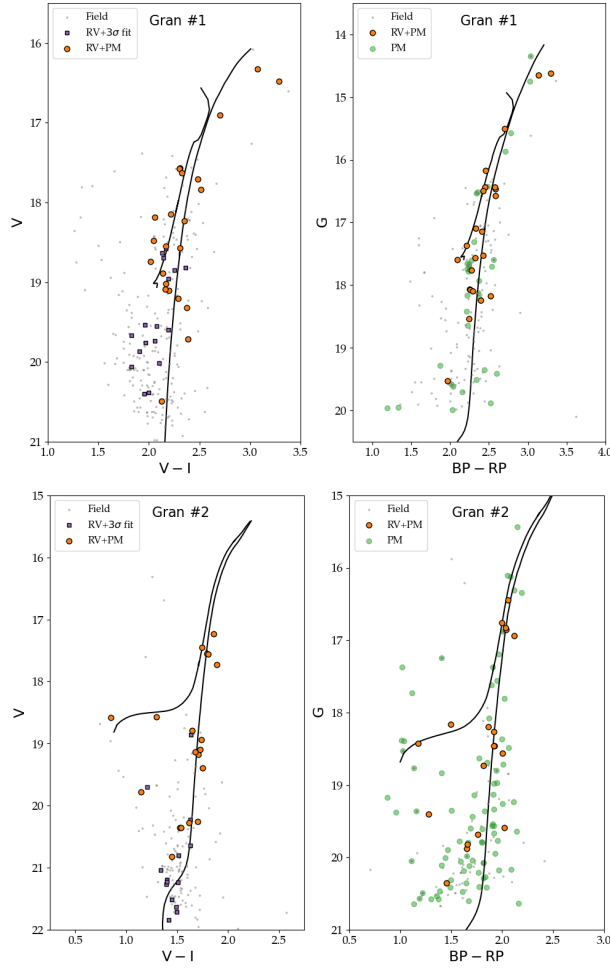 Gran #1
Field
RV+3σ fit
RV+PM
16
17
18
19
20
21
V
1.0 1.5 2.0 2.5 3.0 3.5
V − I
Gran #1
Field
RV+PM
PM
14
15
16
17
18
19
20
G
1.0 1.5 2.0 2.5 3.0 3.5 4.0
BP − RP
Gran #2
Field
RV+3σ fit
RV+PM
15
16
17
18
19
20
21
22
V
0.5 1.0 1.5 2.0 2.5
V − I
Gran #2
Field
RV+PM
PM
15
16
17
18
19
20
21
G
0.5 1.0 1.5 2.0 2.5 3.0
BP − RP